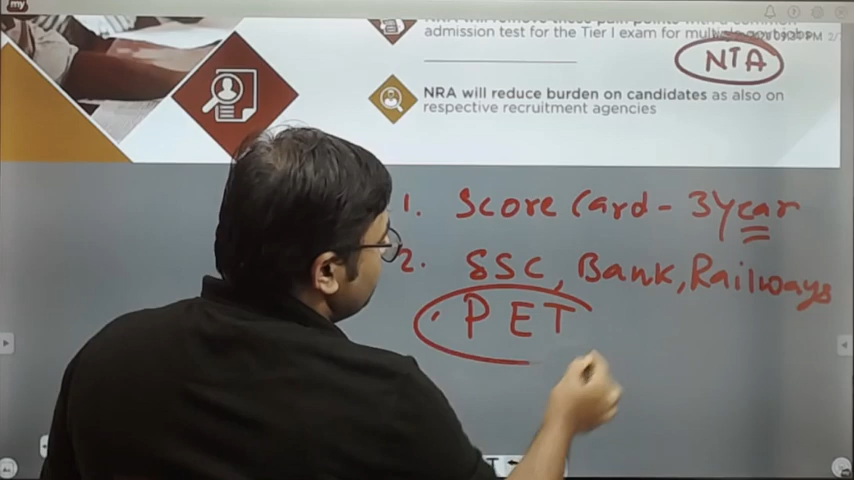 my
admission test for the Tier I exam for multiple govt jobs
NTA
NRA will reduce burden on candidates as also on
respective recruitment agencies
1. Score Card - 3 Year
2. SSC, Bank, Railways
PET